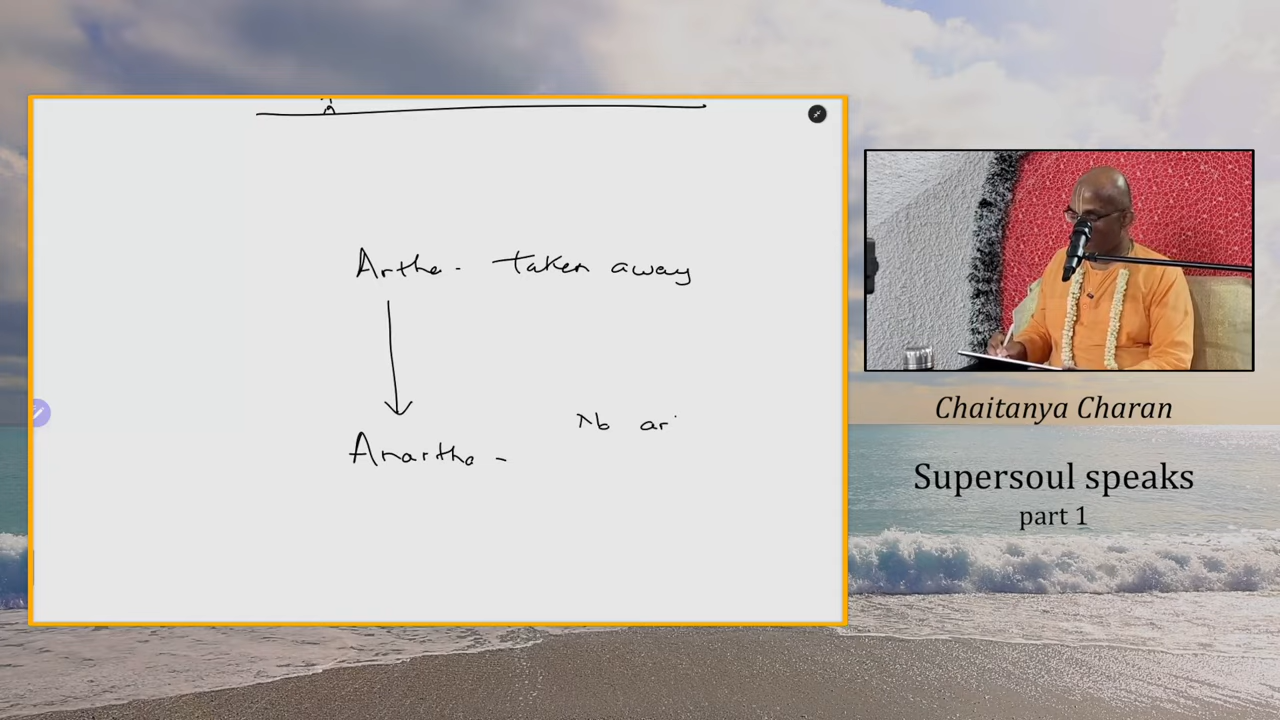 Artha - Taken away
Anartha -
Chaitanya Charan
Supersoul speaks
part 1